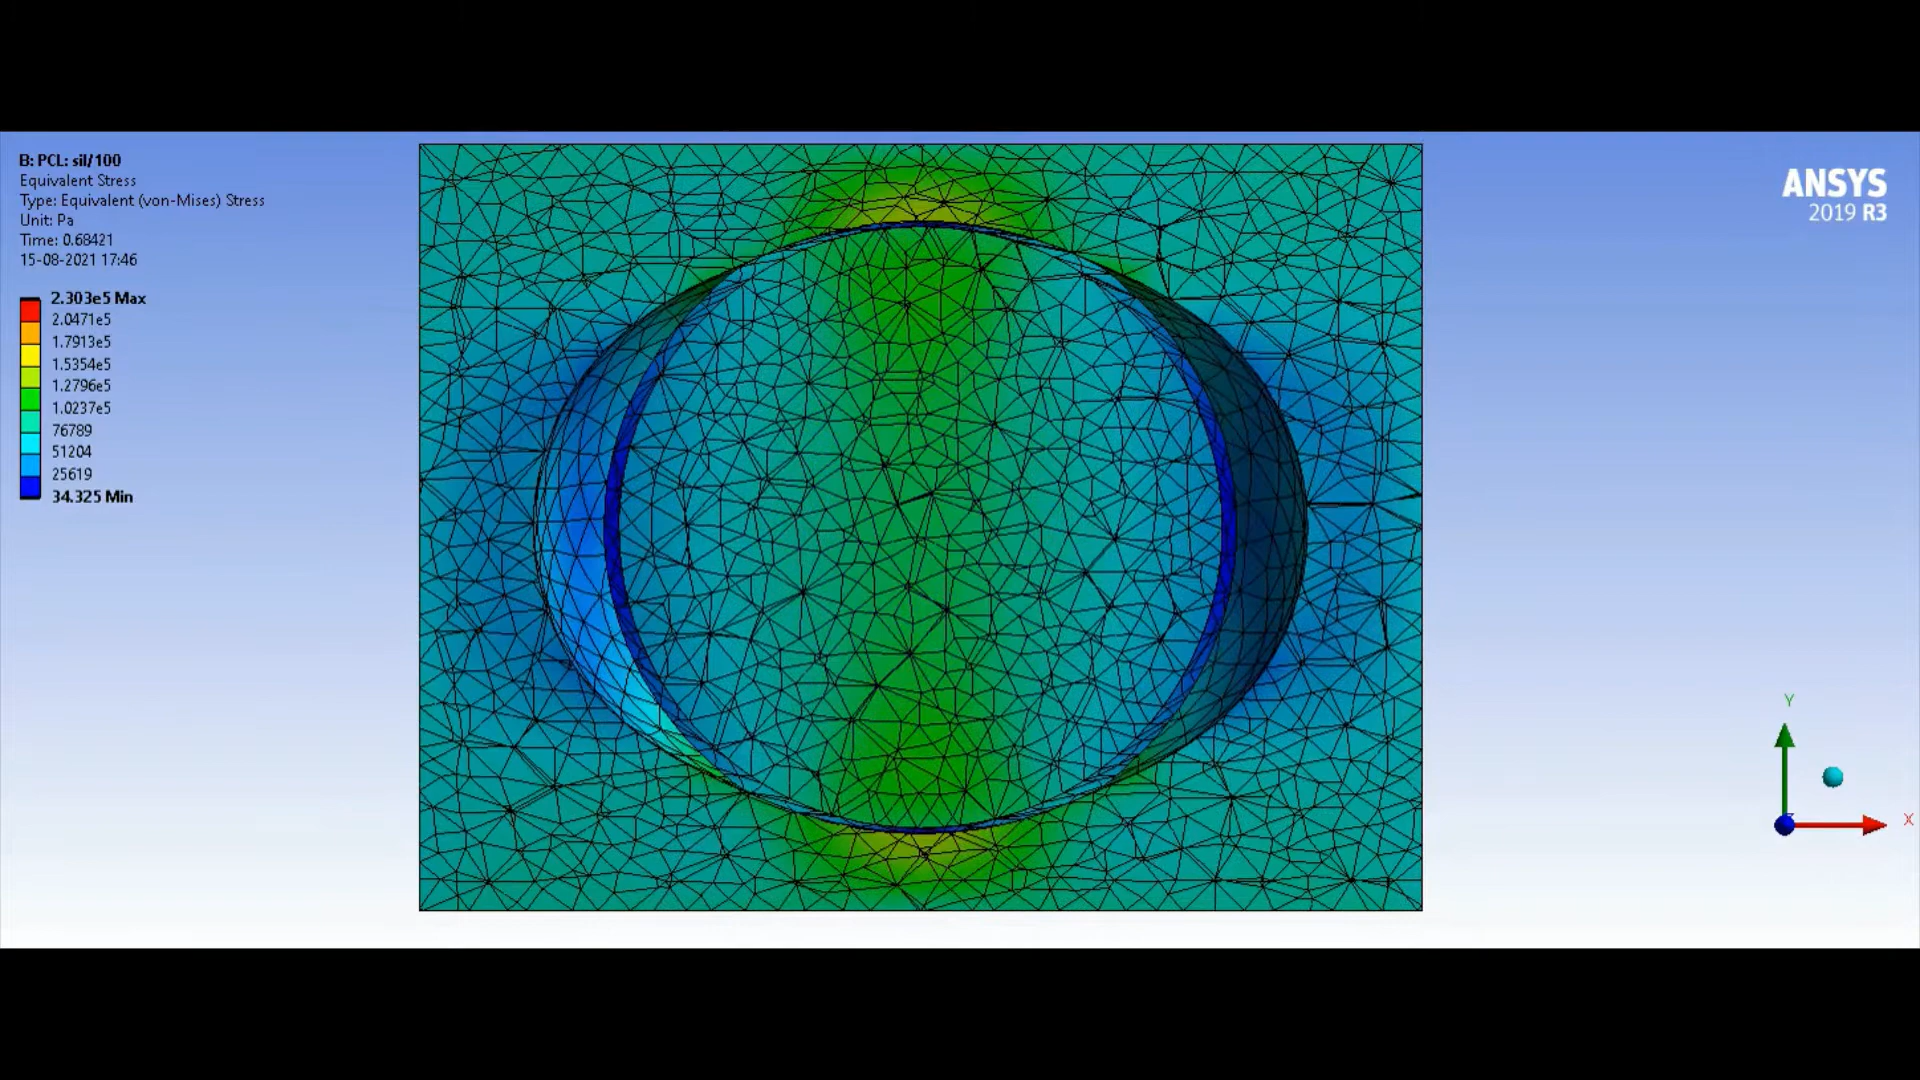 B: PCL: sil/100
Equivalent Stress
Type: Equivalent (von-Mises) Stress
Unit: Pa
Time: 0.68421
15-08-2021 17:46
2.303e5 Max
2.0471e5
1.7913e5
1.5354e5
1.2796e5
1.0237e5
76789
51204
25619
34.325 Min
ANSYS
2019 R3
Y
X